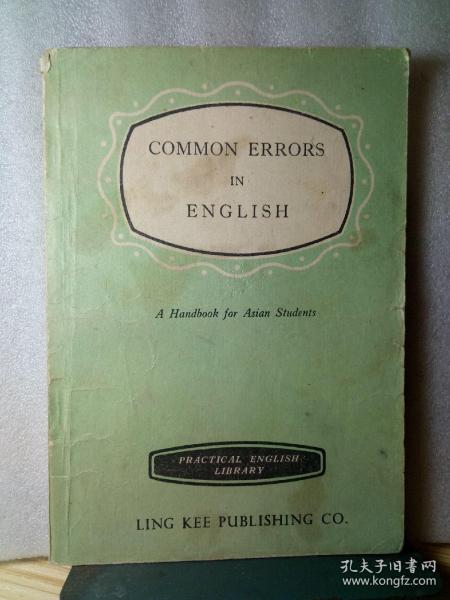 COMMON ERRORS
IN
ENGLISH
A Handbook for Asian Students
PRACTICAL ENGLISH
LIBRARY
LING KEE PUBLISHING CO.
孔夫子旧书网
www.kongfz.com